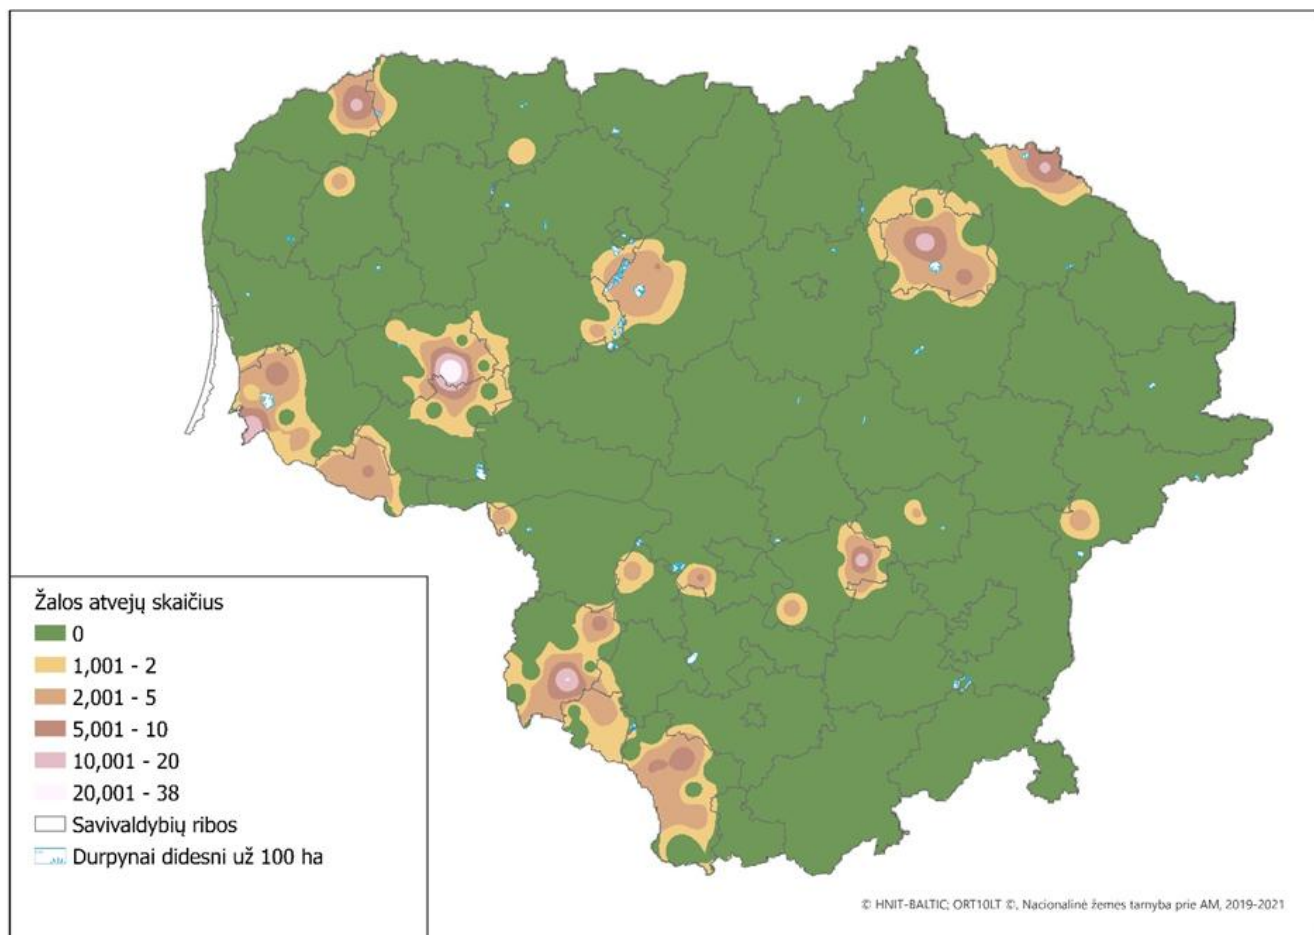 Žalos atvejų skaičius
0
1,001 - 2
2,001 - 5
5,001 - 10
10,001 - 20
20,001 - 38
Savivaldybių ribos
Durpynai didesni už 100 ha
© HNIT-BALTIC; ORT10LT ©, Nacionalinė žemes tarnyba prie AM, 2019-2021